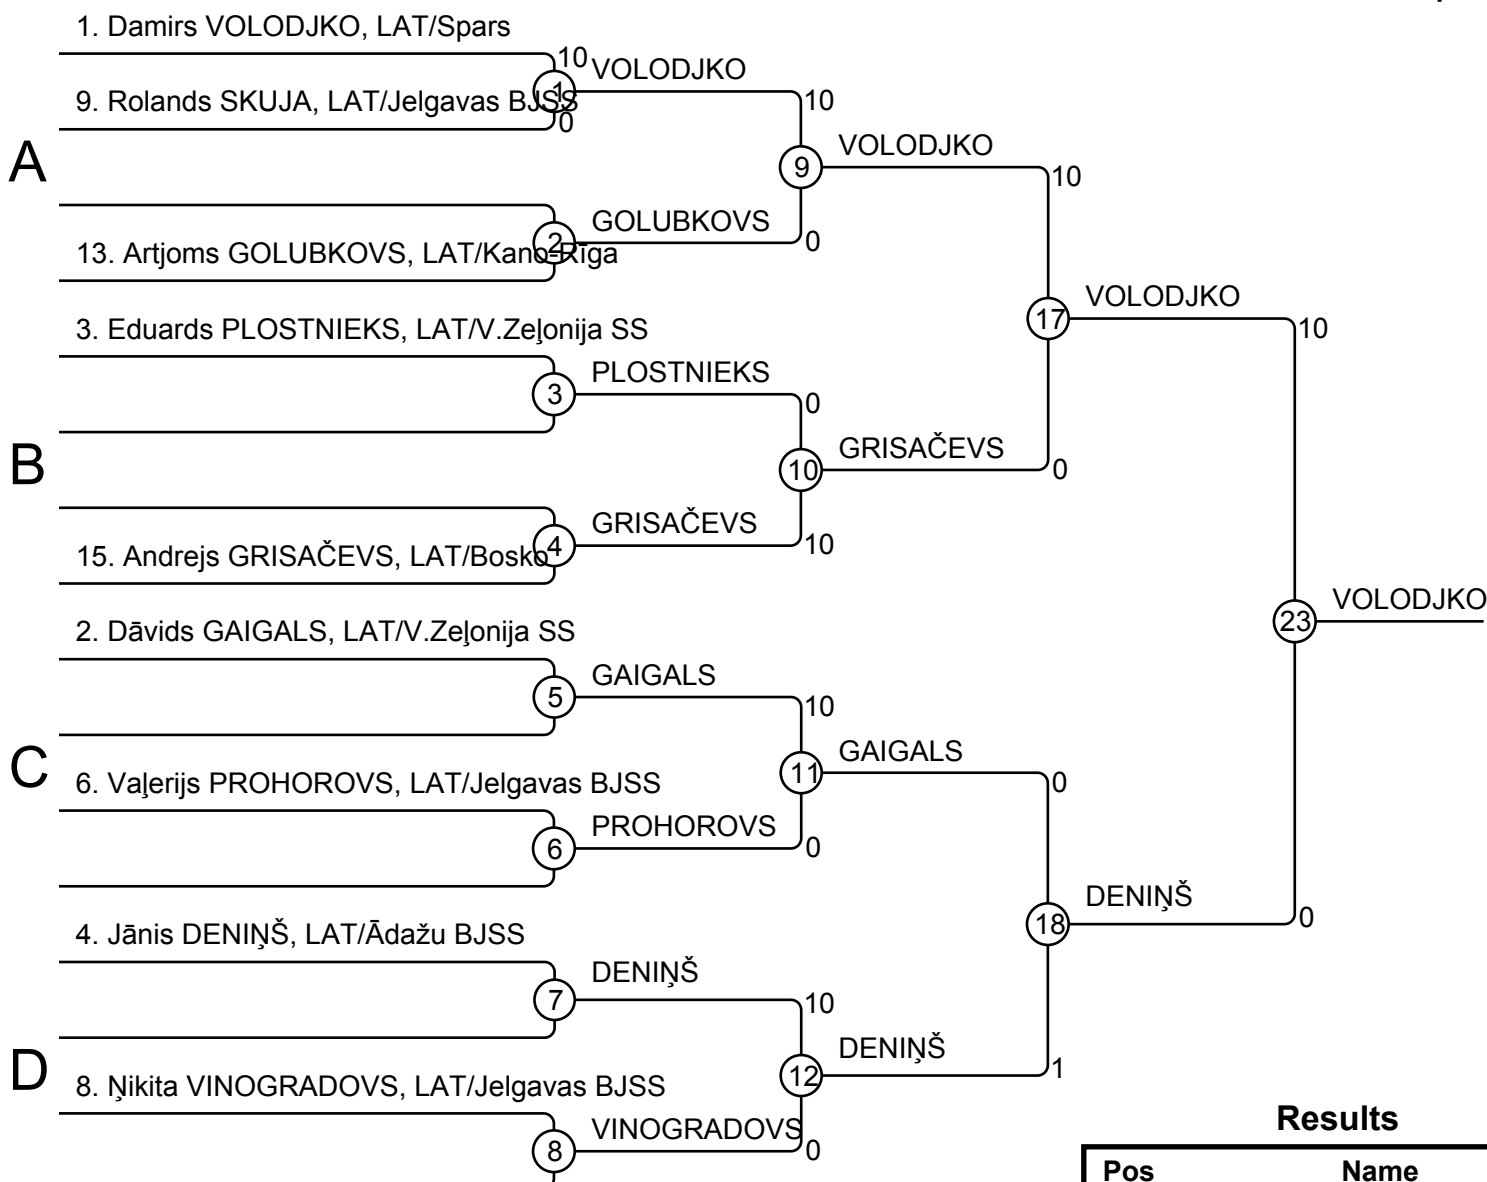 1. Damirs VOLODJKO, LAT/Spars
10
VOLODJKO
1
9. Rolands SKUJA, LAT/Jelgavas BJSS
0
10
VOLODJKO
9
A
10
GOLUBKOVS
2
0
13. Artjoms GOLUBKOVS, LAT/Kano-Rīga
VOLODJKO
17
10
3. Eduards PLOSTNIEKS, LAT/V.Zeļonija SS
PLOSTNIEKS
3
0
GRISAČEVS
B
10
0
GRISAČEVS
4
10
15. Andrejs GRISAČEVS, LAT/Bosko
VOLODJKO
23
2. Dāvids GAIGALS, LAT/V.Zeļonija SS
GAIGALS
5
10
GAIGALS
C
11
0
6. Vaļerijs PROHOROVS, LAT/Jelgavas BJSS
PROHOROVS
6
0
DENIŅŠ
18
0
4. Jānis DENIŅŠ, LAT/Ādažu BJSS
DENIŅŠ
7
10
DENIŅŠ
D
12
1
8. Ņikita VINOGRADOVS, LAT/Jelgavas BJSS
VINOGRADOVS
8
0
Results
Pos Name